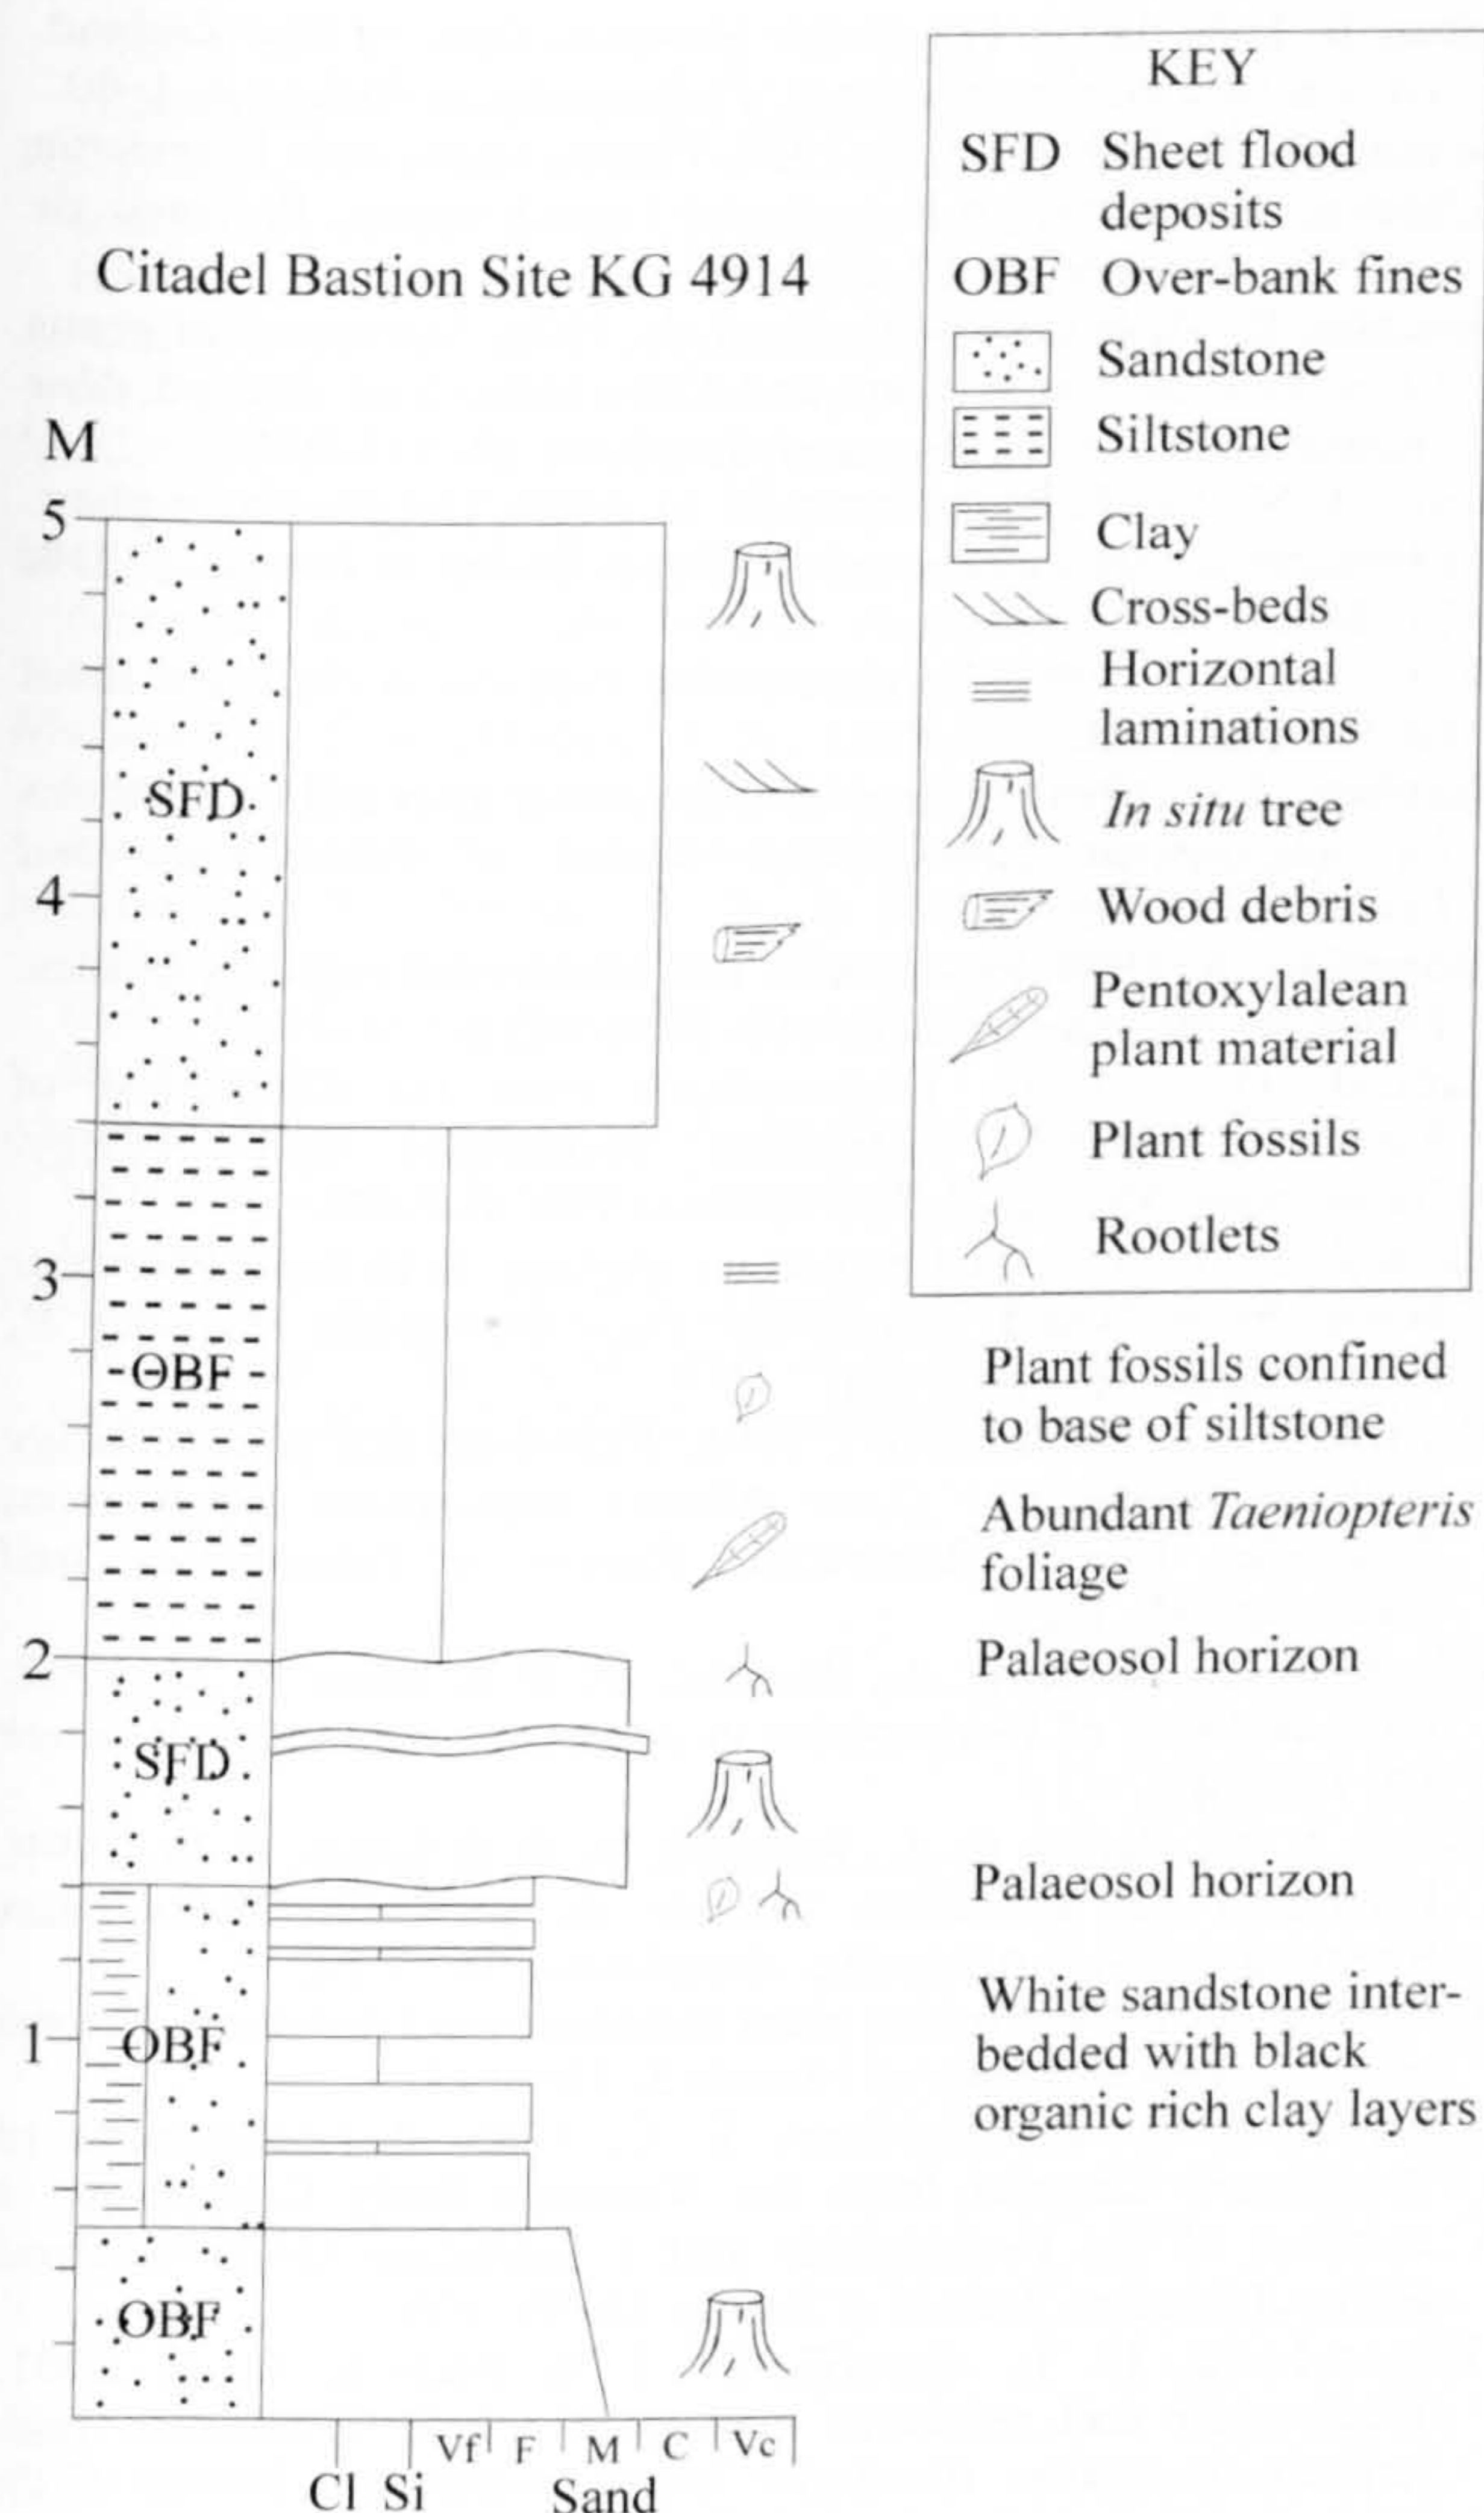 KEY
SFD Sheet flood
deposits
OBF Over-bank fines
Sandstone
Siltstone
Clay
Cross-beds
Horizontal
laminations
In situ tree
Wood debris
Pentoxylalean
plant material
Plant fossils
Rootlets
Citadel Bastion Site KG 4914
M
5
SFD
4
3
OBF
Plant fossils confined
to base of siltstone
Abundant Taeniopteris
foliage
2
Palaeosol horizon
SFD
Palaeosol horizon
1
OBF
White sandstone inter-
bedded with black
organic rich clay layers
OBF
Vf F M C Vc
Cl Si Sand